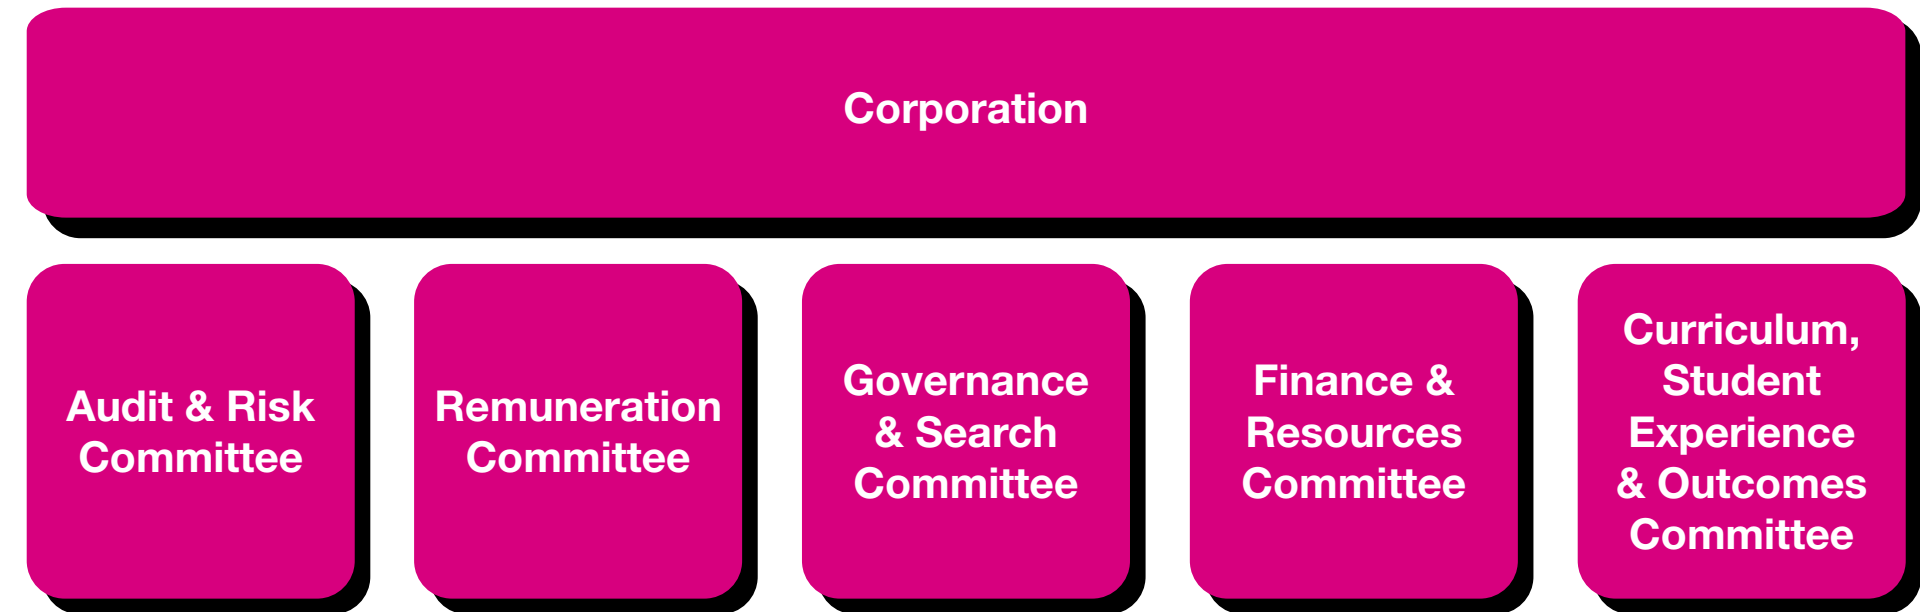 Corporation
Audit & Risk
Committee
Remuneration
Committee
Governance
& Search
Committee
Finance &
Resources
Committee
Curriculum,
Student
Experience
& Outcomes
Committee